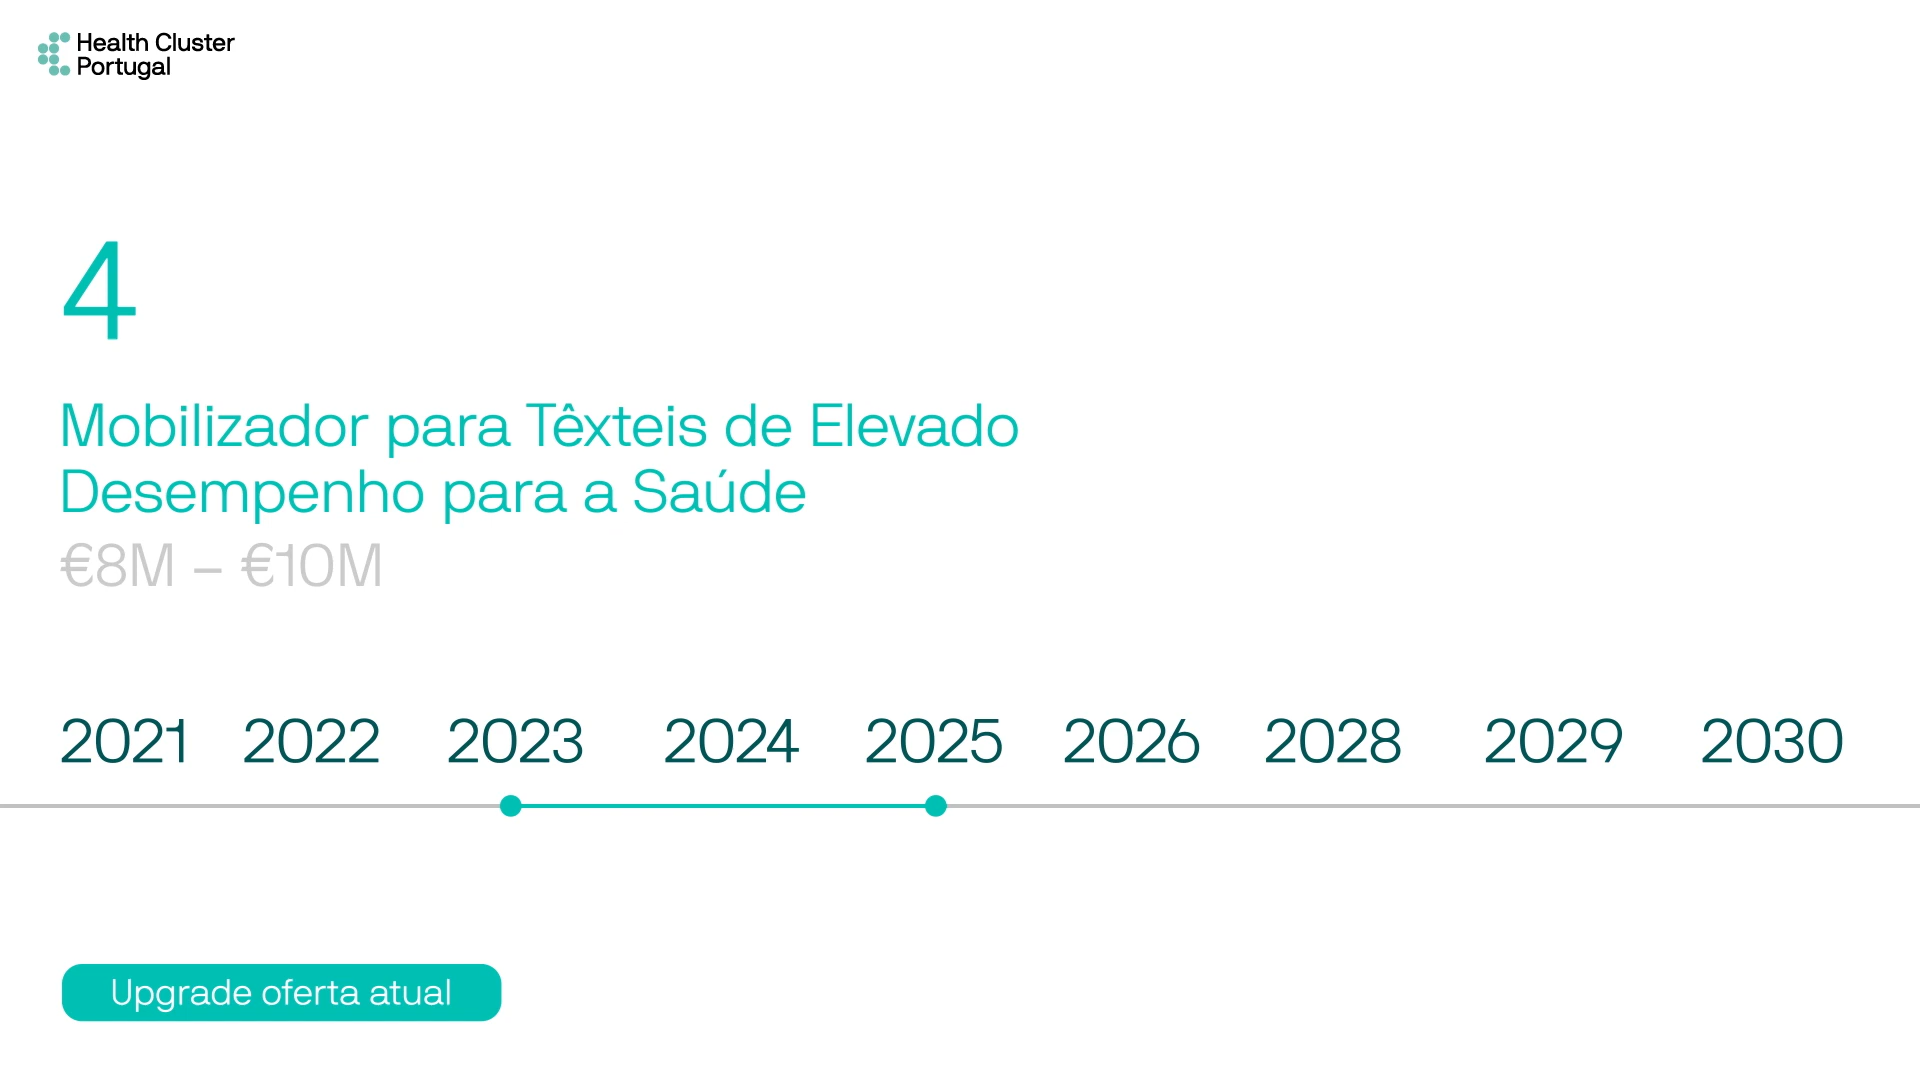 Health Cluster
Portugal
4
Mobilizador para Têxteis de Elevado
Desempenho para a Saúde
€8M – €10M
2021 2022 2023 2024 2025 2026 2028 2029 2030
Upgrade oferta atual